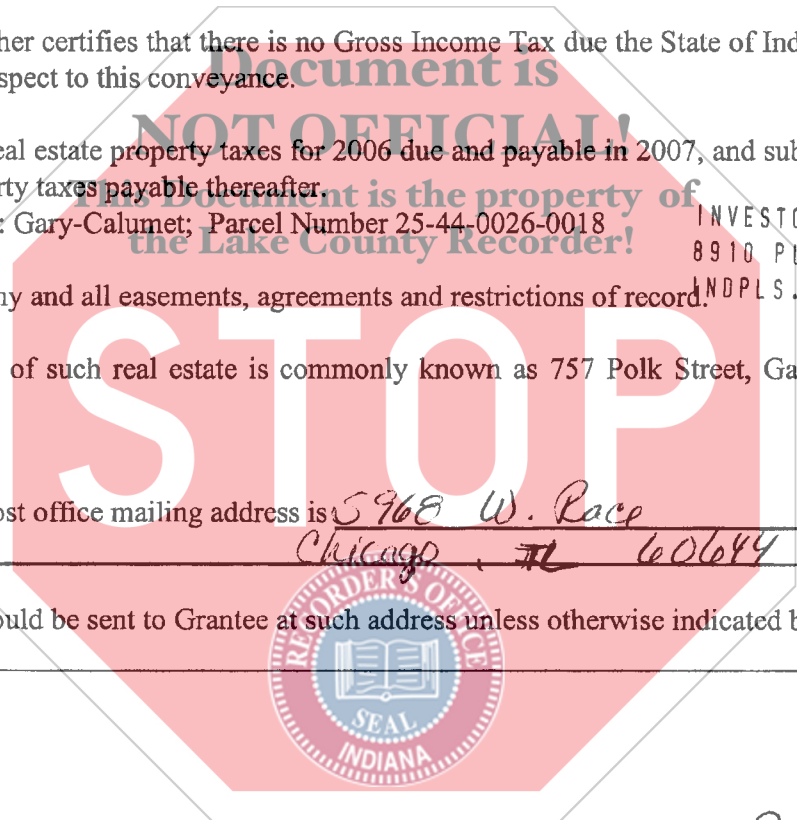 her certifies that there is no Gross Income Tax due the State of Ind
spect to this conveyance.
Document is
NOT OFFICIAL!
eal estate property taxes for 2006 due and payable in 2007, and sub
rty taxes payable thereafter.
This Document is the property of
: Gary-Calumet; Parcel Number 25-44-0026-0018
the Lake County Recorder!
INVESTO
8910 PU
INDPLS.
ny and all easements, agreements and restrictions of record.
of such real estate is commonly known as 757 Polk Street, Ga
STOP
ost office mailing address is 5968 W. Race
Chicago, IL 60644
ould be sent to Grantee at such address unless otherwise indicated b
RECORDER'S OFFICE
SEAL
INDIANA